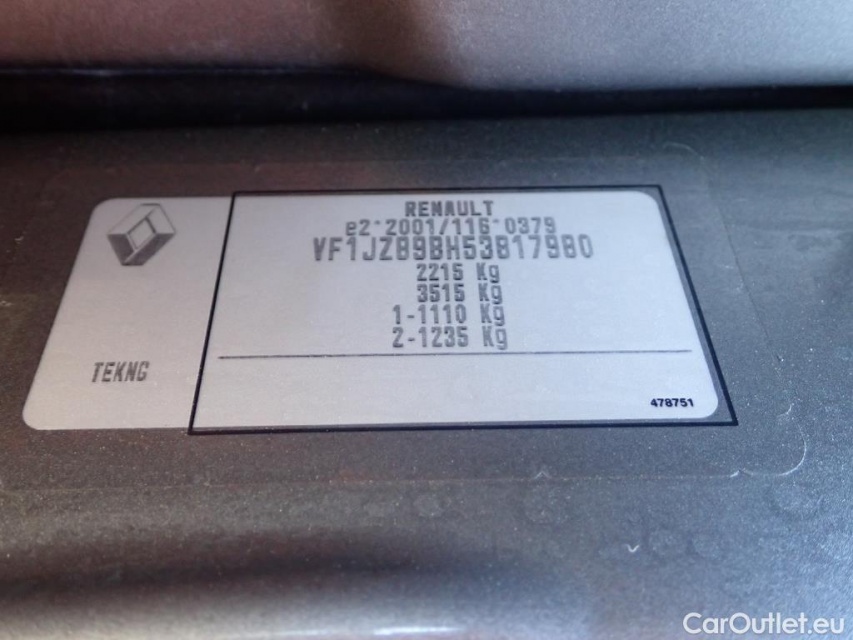 RENAULT
e2*2001/116*0379
VF1JZ89BH53817980
2215 Kg
3515 Kg
1-1110 Kg
2-1235 Kg
TEKNG
478751
CarOutlet.eu